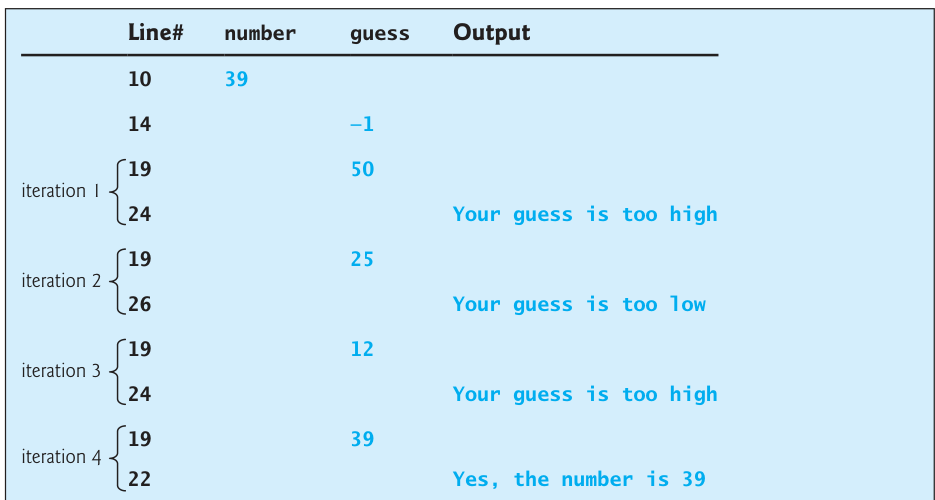 Line# number guess Output
10 39
14 –1
19 50
iteration 1
24 Your guess is too high
19 25
iteration 2
26 Your guess is too low
19 12
iteration 3
24 Your guess is too high
19 39
iteration 4
22 Yes, the number is 39